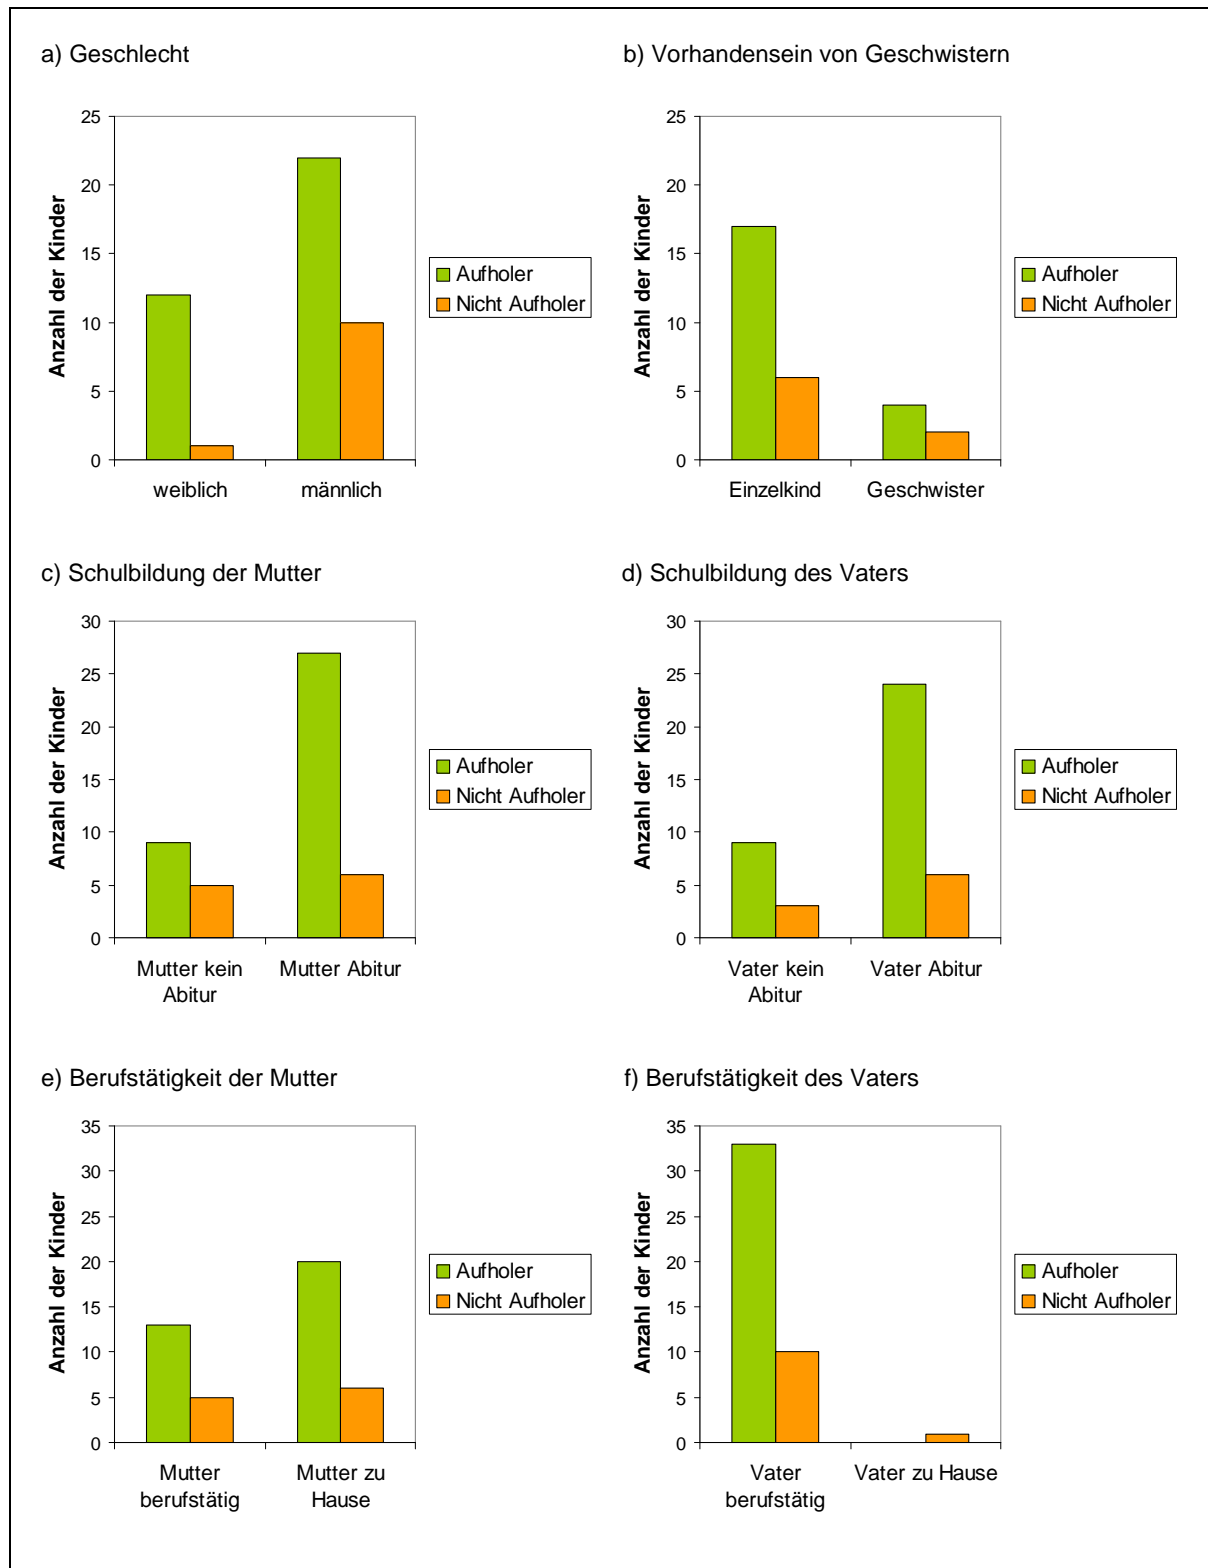 a) Geschlecht
25
20
15
10
5
0
Anzahl der Kinder
weiblich
männlich
Aufholer
Nicht Aufholer
b) Vorhandensein von Geschwistern
25
20
15
10
5
0
Anzahl der Kinder
Einzelkind
Geschwister
Aufholer
Nicht Aufholer
c) Schulbildung der Mutter
30
25
20
15
10
5
0
Anzahl der Kinder
Mutter kein
Abitur
Mutter Abitur
Aufholer
Nicht Aufholer
d) Schulbildung des Vaters
30
25
20
15
10
5
0
Anzahl der Kinder
Vater kein
Abitur
Vater Abitur
Aufholer
Nicht Aufholer
e) Berufstätigkeit der Mutter
35
30
25
20
15
10
5
0
Anzahl der Kinder
Mutter
berufstätig
Mutter zu
Hause
Aufholer
Nicht Aufholer
f) Berufstätigkeit des Vaters
35
30
25
20
15
10
5
0
Anzahl der Kinder
Vater
berufstätig
Vater zu Hause
Aufholer
Nicht Aufholer